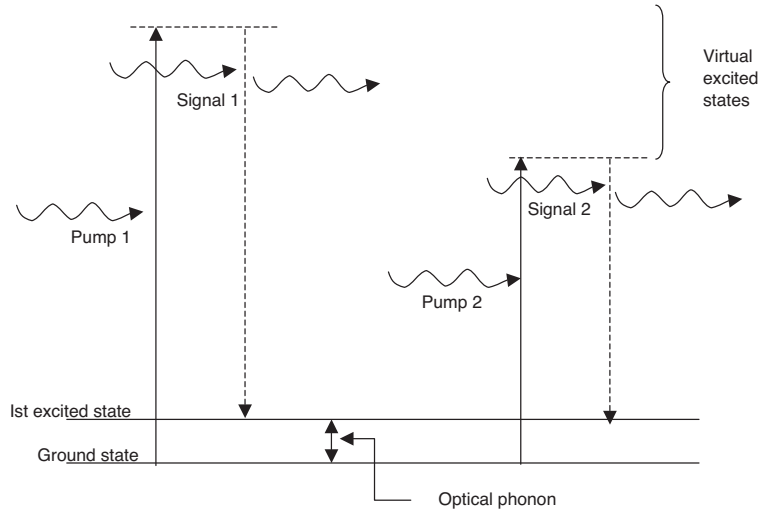 Virtual
excited
states
Signal 1
Signal 2
Pump 1
Pump 2
Ist excited state
Ground state
Optical phonon